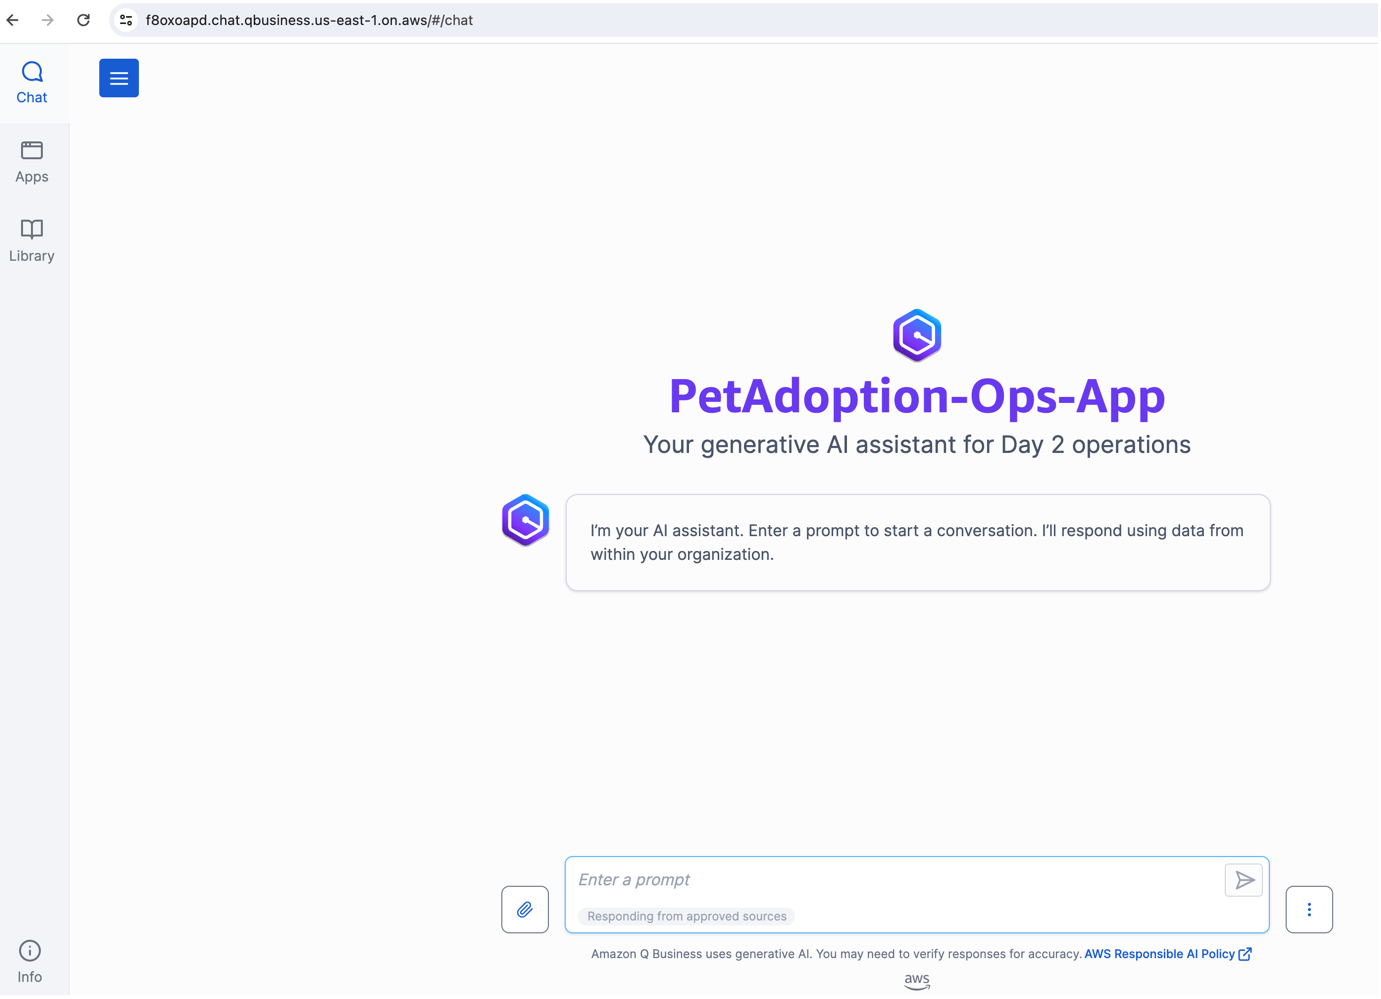 f8oxoapd.chat.qbusiness.us-east-1.on.aws/#/chat
Chat
Apps
Library
PetAdoption-Ops-App
Your generative AI assistant for Day 2 operations
I'm your AI assistant. Enter a prompt to start a conversation. I'll respond using data from
within your organization.
Enter a prompt
Responding from approved sources
Amazon Q Business uses generative AI. You may need to verify responses for accuracy. AWS Responsible AI Policy
aws
Info